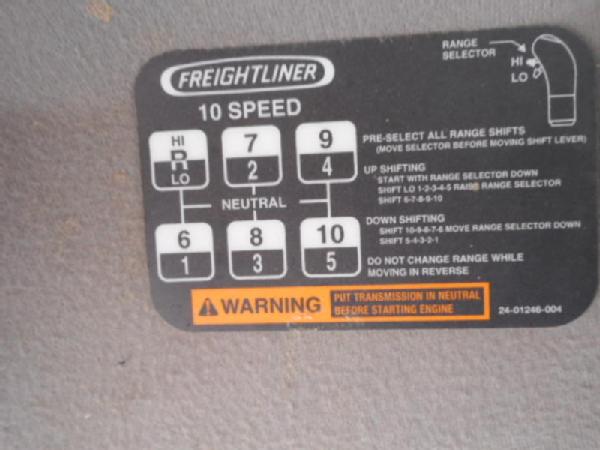 RANGE
SELECTOR
HI
LO
FREIGHTLINER
10 SPEED
HI
R
LO
7
2
9
4
NEUTRAL
6
1
8
3
10
5
PRE-SELECT ALL RANGE SHIFTS
(MOVE SELECTOR BEFORE MOVING SHIFT LEVER)
UP SHIFTING
START WITH RANGE SELECTOR DOWN
SHIFT LO 1-2-3-4-5 RAISE RANGE SELECTOR
SHIFT 6-7-8-9-10
DOWN SHIFTING
SHIFT 10-9-8-7-6 MOVE RANGE SELECTOR DOWN
SHIFT 5-4-3-2-1
DO NOT CHANGE RANGE WHILE
MOVING IN REVERSE
WARNING
PUT TRANSMISSION IN NEUTRAL
BEFORE STARTING ENGINE
24-01246-004